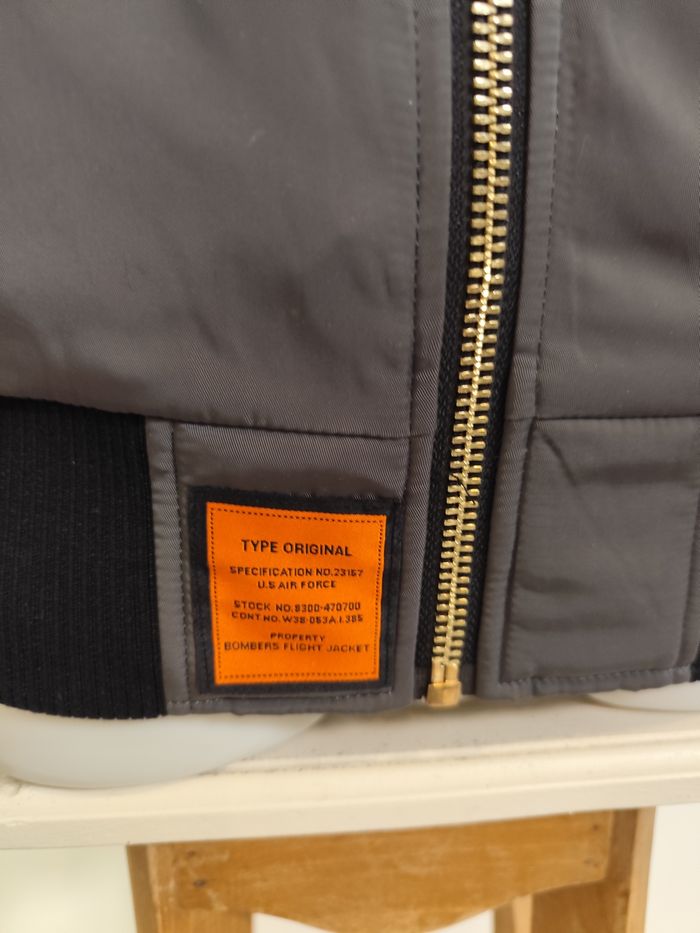 TYPE ORIGINAL
SPECIFICATION NO.23157
U.S AIR FORCE
STOCK NO.8300-470700
CONT NO. W38-053A.I.385
PROPERTY
BOMBERS FLIGHT JACKET